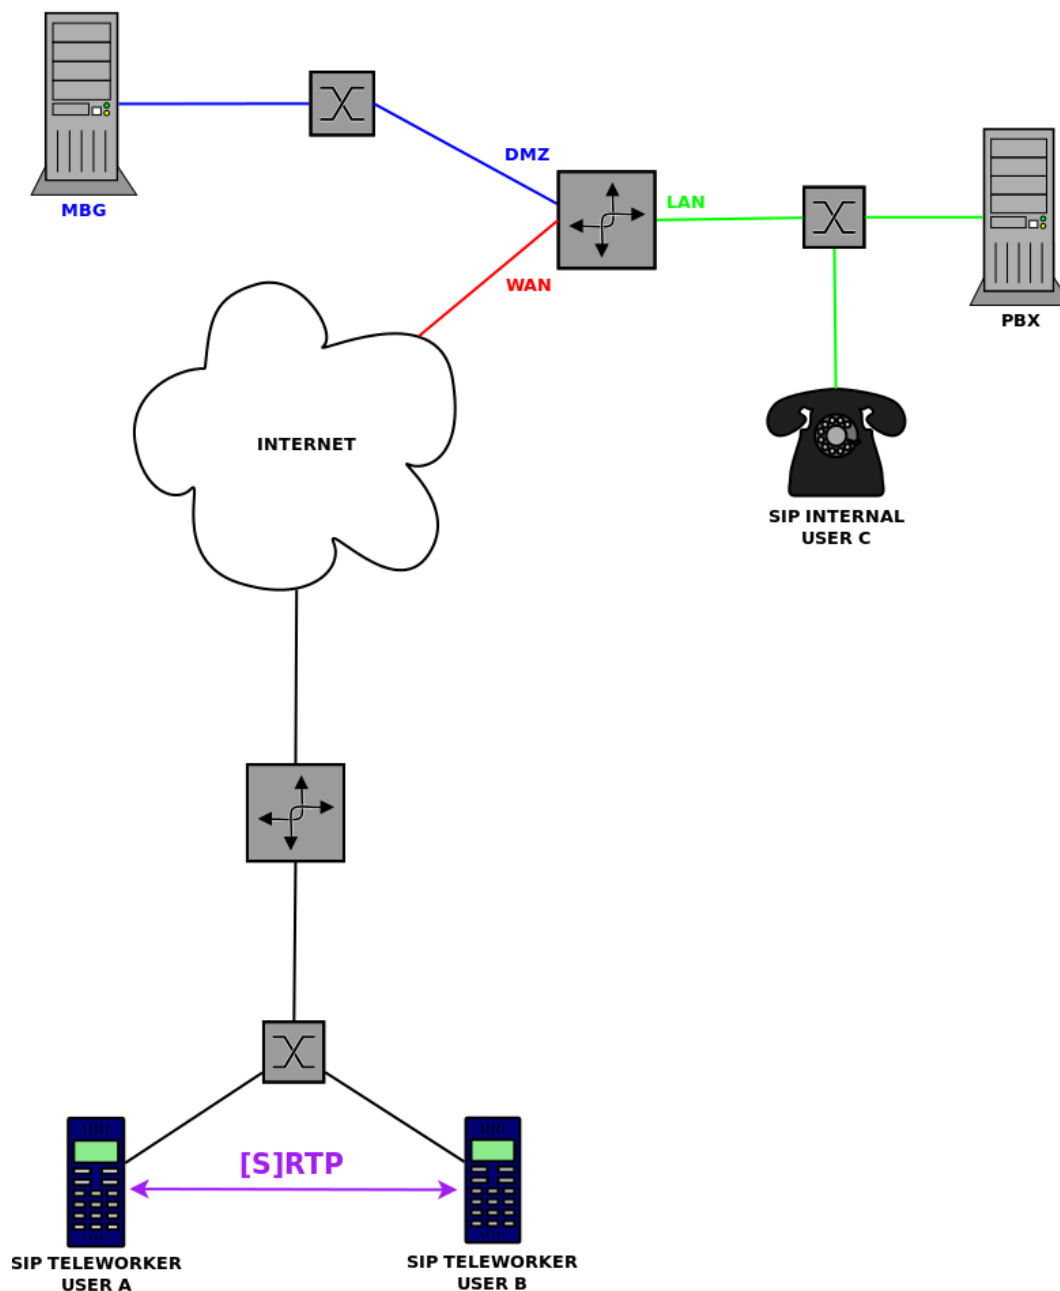 DMZ
LAN
MBG
WAN
PBX
INTERNET
SIP INTERNAL
USER C
[S]RTP
SIP TELEWORKER
USER A
SIP TELEWORKER
USER B